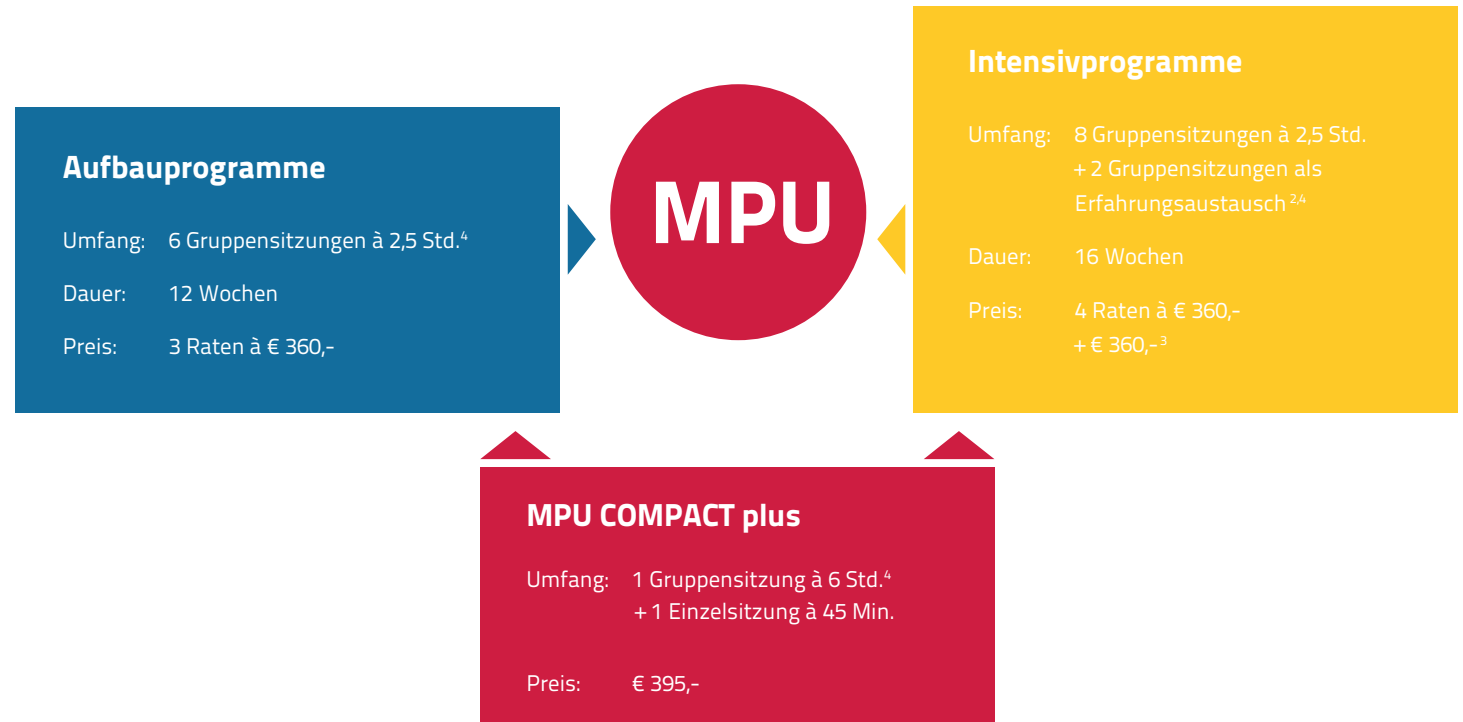 Aufbauprogramme
Umfang: 6 Gruppensitzungen à 2,5 Std.⁴
Dauer: 12 Wochen
Preis: 3 Raten à € 360,-
MPU
Intensivprogramme
Umfang: 8 Gruppensitzungen à 2,5 Std.
+ 2 Gruppensitzungen als
Erfahrungsaustausch ²,⁴
Dauer: 16 Wochen
Preis: 4 Raten à € 360,-
+ € 360,- ³
MPU COMPACT plus
Umfang: 1 Gruppensitzung à 6 Std.⁴
+ 1 Einzelsitzung à 45 Min.
Preis: € 395,-